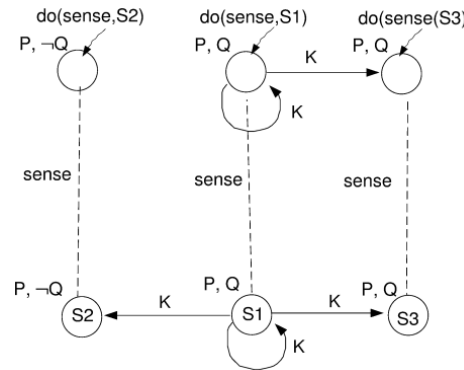 do(sense,S2) do(sense,S1) do(sense(S3)
P, ¬Q P, Q P, Q
K
K
sense sense sense
P, ¬Q P, Q P, Q
K K
S2 S1 S3
K